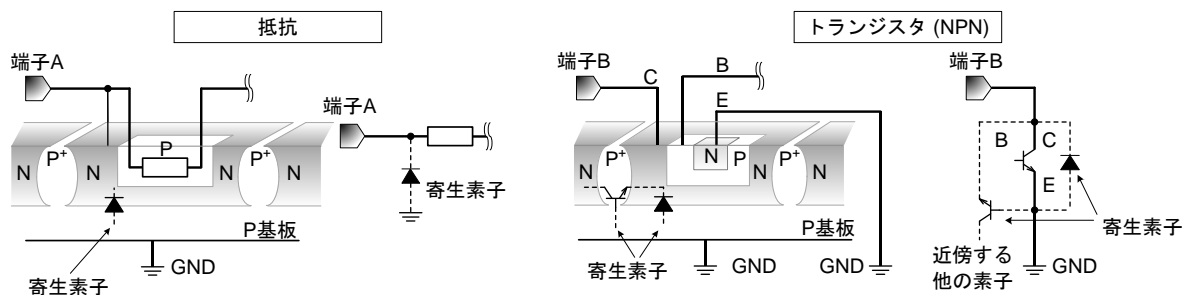 抵抗
端子A
N
P+
N
P
N
P+
N
寄生素子
P基板
GND
端子A
寄生素子
トランジスタ (NPN)
端子B
C
B
E
N
P+
N
N
P
N
P+
N
P基板
寄生素子
GND
GND
端子B
B
C
E
寄生素子
近傍する
他の素子
GND